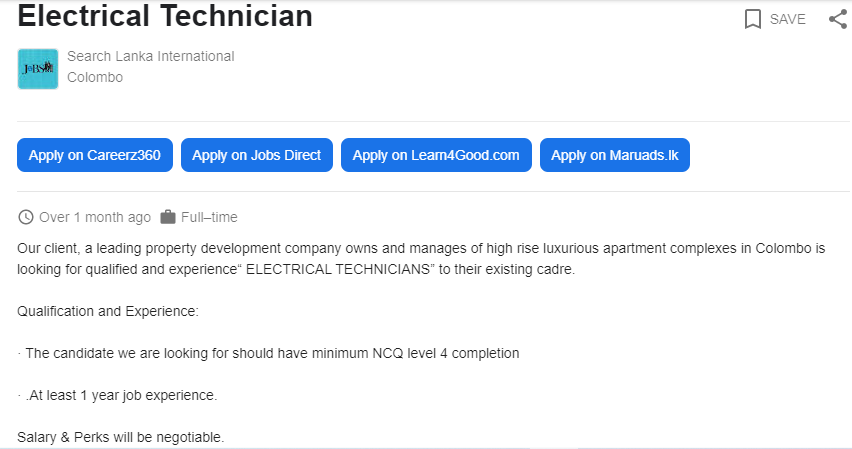 Electrical Technician
SAVE
JoBS
Search Lanka International
Colombo
Apply on Careerz360
Apply on Jobs Direct
Apply on Learn4Good.com
Apply on Maruads.lk
Over 1 month ago
Full–time
Our client, a leading property development company owns and manages of high rise luxurious apartment complexes in Colombo is
looking for qualified and experience“ ELECTRICAL TECHNICIANS” to their existing cadre.
Qualification and Experience:
· The candidate we are looking for should have minimum NCQ level 4 completion
· .At least 1 year job experience.
Salary & Perks will be negotiable.